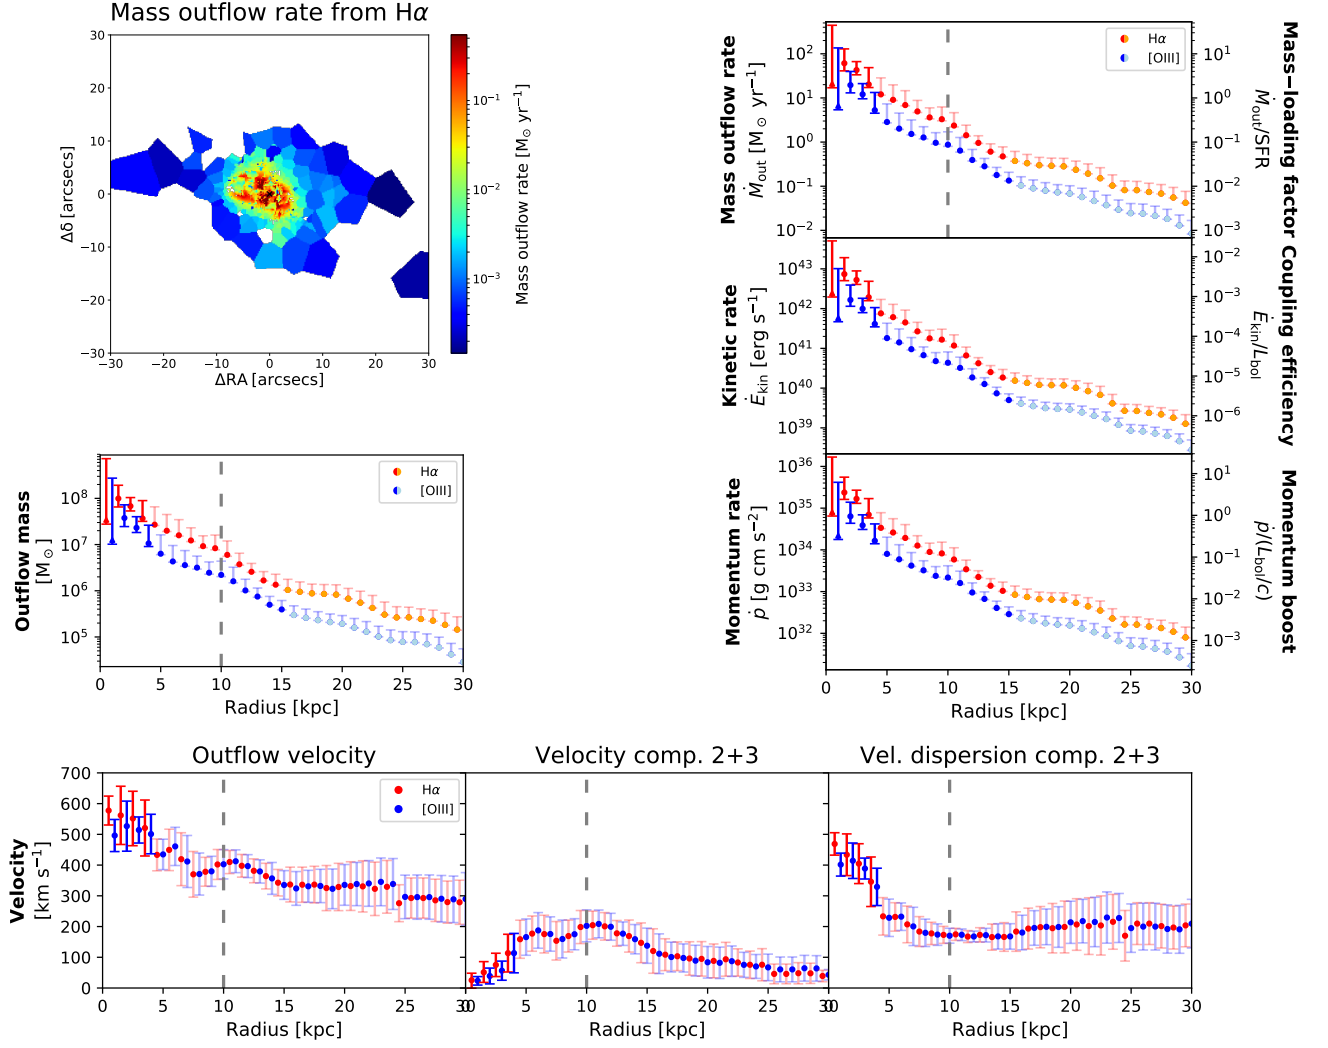 Mass outflow rate from Hα
30
20
10
0
−10
−20
−30
Δδ [arcsecs]
−30 −20 −10 0 10 20 30
ΔRA [arcsecs]
10⁻¹
10⁻²
10⁻³
Mass outflow rate [M⊙ yr⁻¹]
Mass outflow rate
Ṁout [M⊙ yr⁻¹]
10²
10¹
10⁰
10⁻¹
10⁻²
Hα
[OIII]
10¹
10⁰
10⁻¹
10⁻²
10⁻³
Ṁout/SFR
Mass−loading factor
Kinetic rate
Ėkin [erg s⁻¹]
10⁴³
10⁴²
10⁴¹
10⁴⁰
10³⁹
10⁻²
10⁻³
10⁻⁴
10⁻⁵
10⁻⁶
Ėkin/Lbol
Coupling efficiency
Momentum rate
ṗ [g cm s⁻²]
10³⁶
10³⁵
10³⁴
10³³
10³²
10¹
10⁰
10⁻¹
10⁻²
10⁻³
ṗ/(Lbol/c)
Momentum boost
0 5 10 15 20 25 30
Radius [kpc]
Outflow mass
[M⊙]
10⁸
10⁷
10⁶
10⁵
Hα
[OIII]
0 5 10 15 20 25 30
Radius [kpc]
Outflow velocity
Velocity comp. 2+3
Vel. dispersion comp. 2+3
Velocity
[km s⁻¹]
700
600
500
400
300
200
100
0
Hα
[OIII]
0 5 10 15 20 25 30
0 5 10 15 20 25 30
0 5 10 15 20 25 30
Radius [kpc]
Radius [kpc]
Radius [kpc]